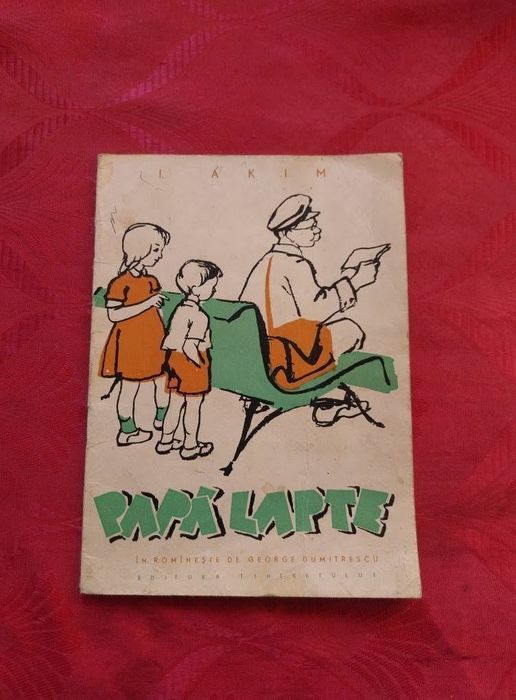 I. AKIM
PAPĂ LAPTE
ÎN ROMÎNEȘTE DE GEORGE DUMITRESCU
EDITURA TINERETULUI